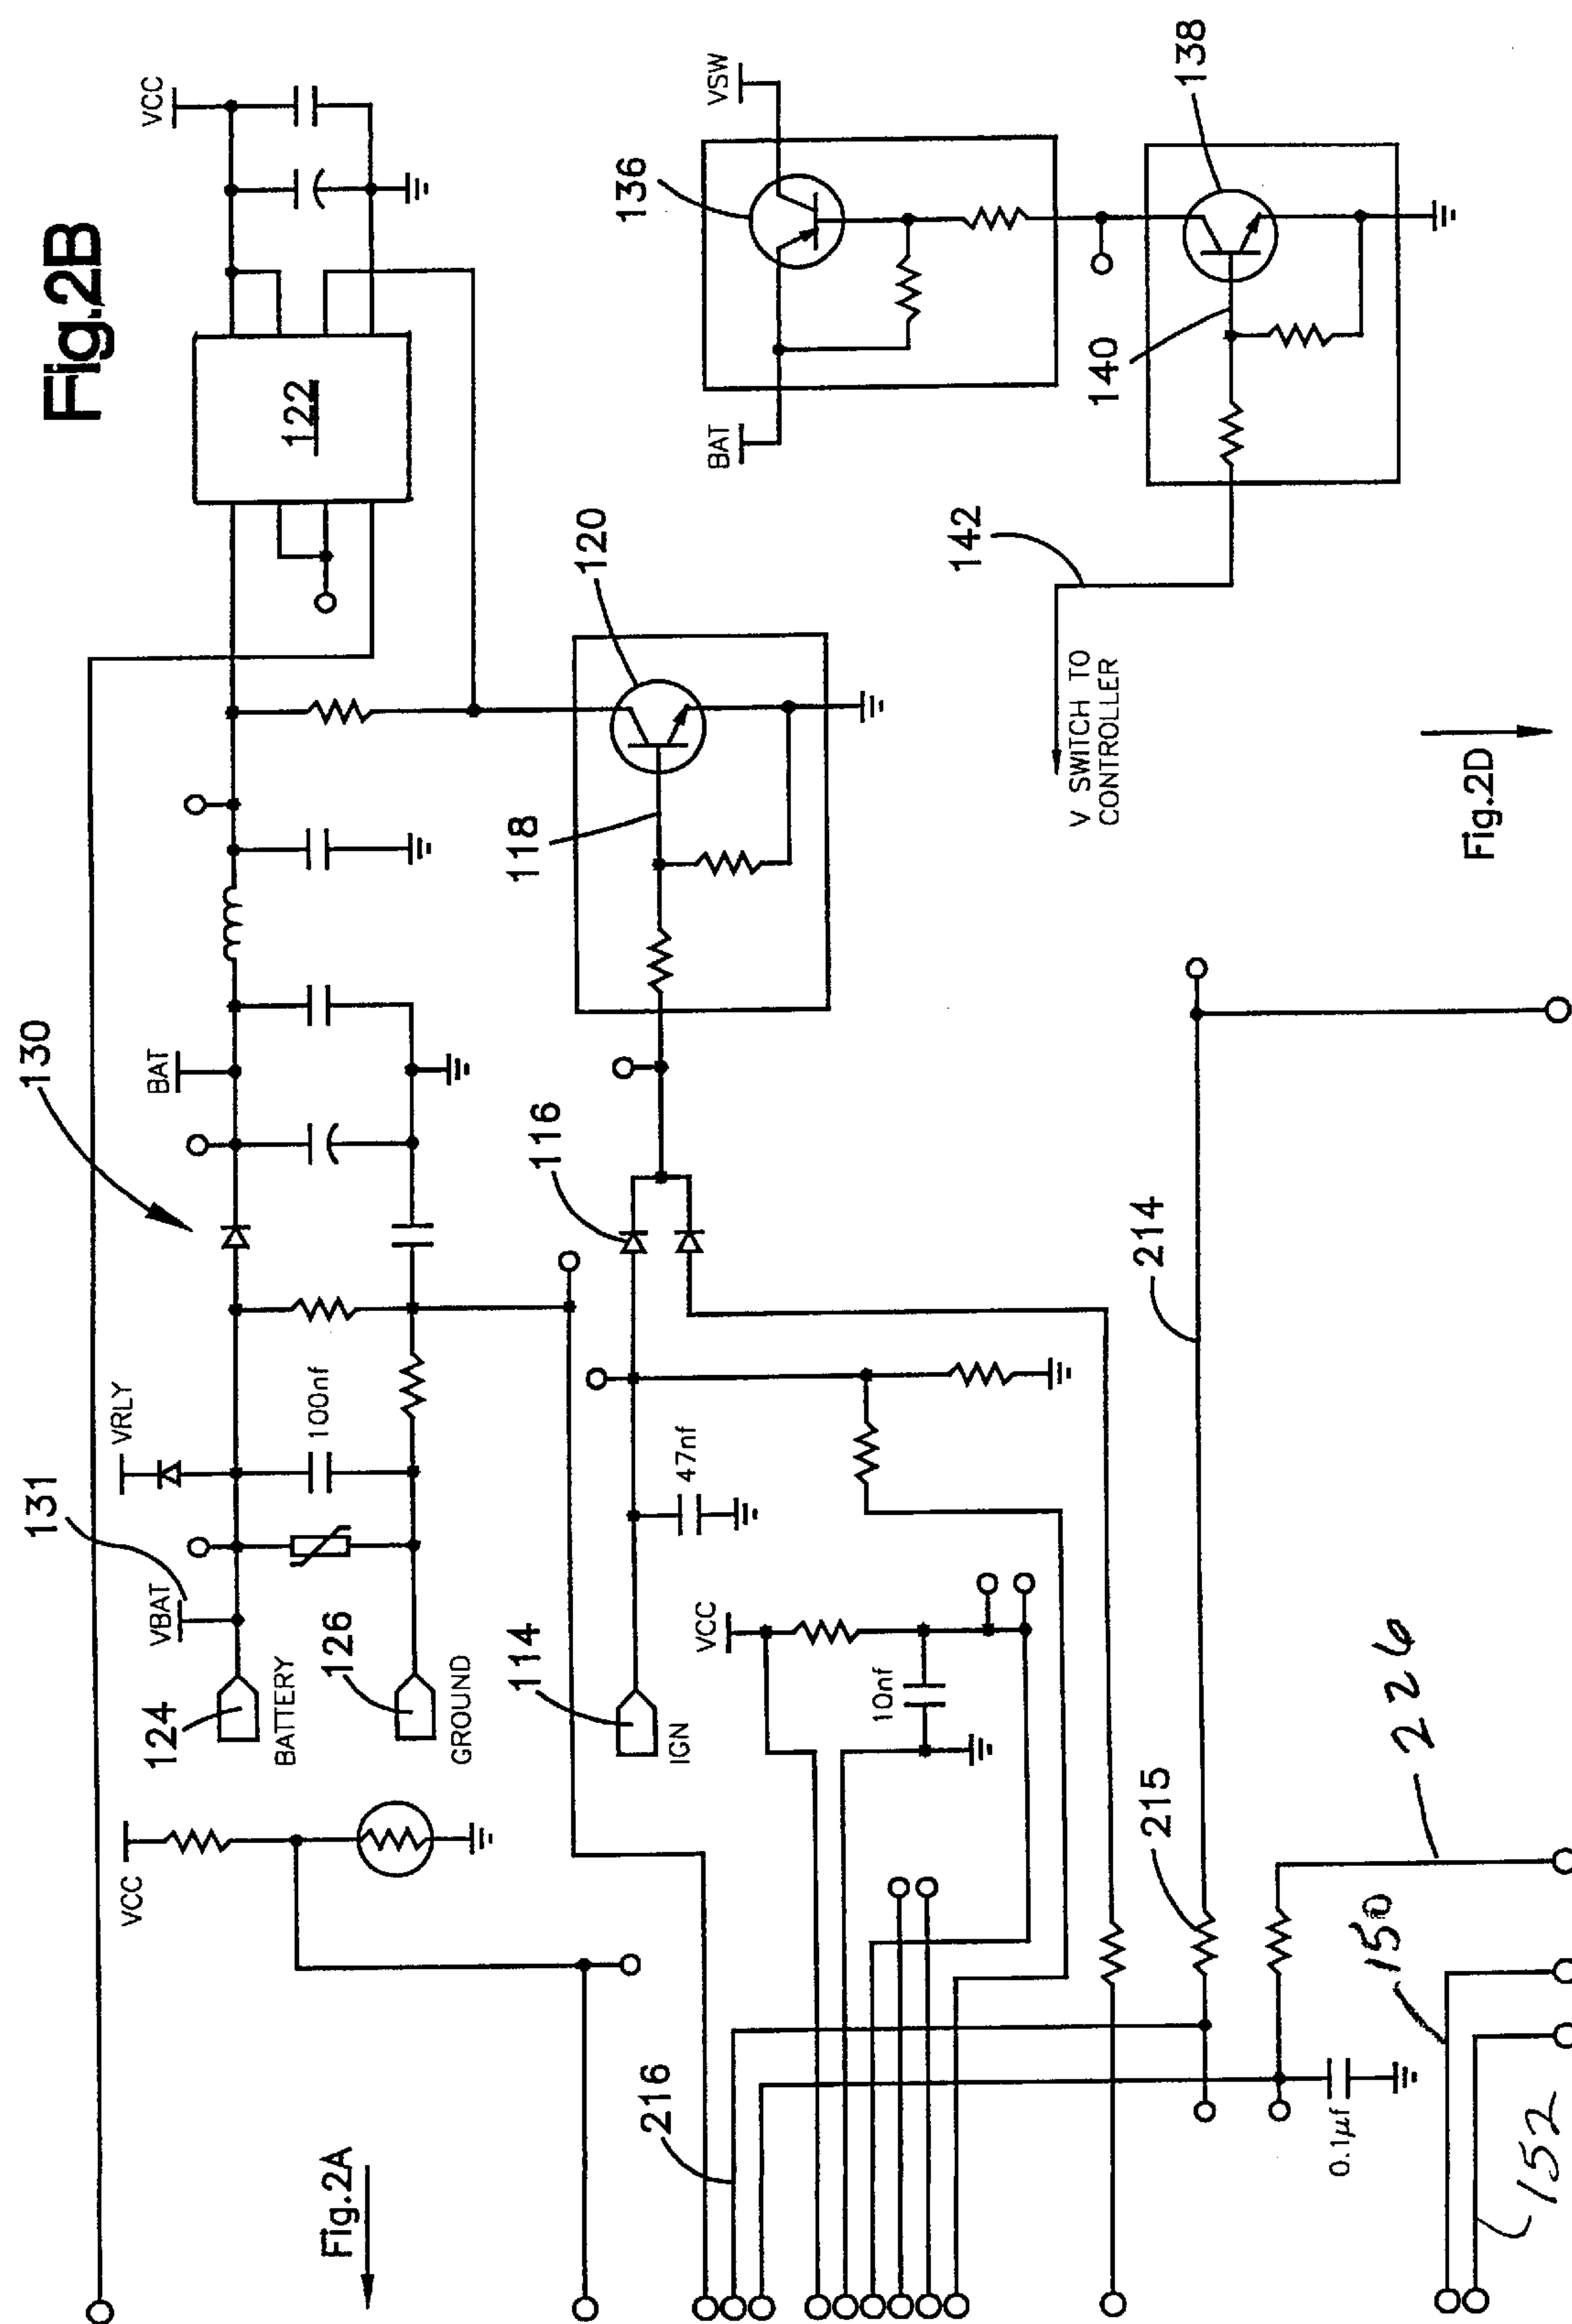 Fig.2B
130
131
VBAT
VRLY
100nf
BAT
VCC
122
124
BATTERY
126
GROUND
VCC
Fig.2A
114
IGN
47nf
116
118
120
136
VSW
BAT
138
140
142
V SWITCH TO
CONTROLLER
VCC
10nf
216
214
215
0.1µf
226
150
152
Fig.2D